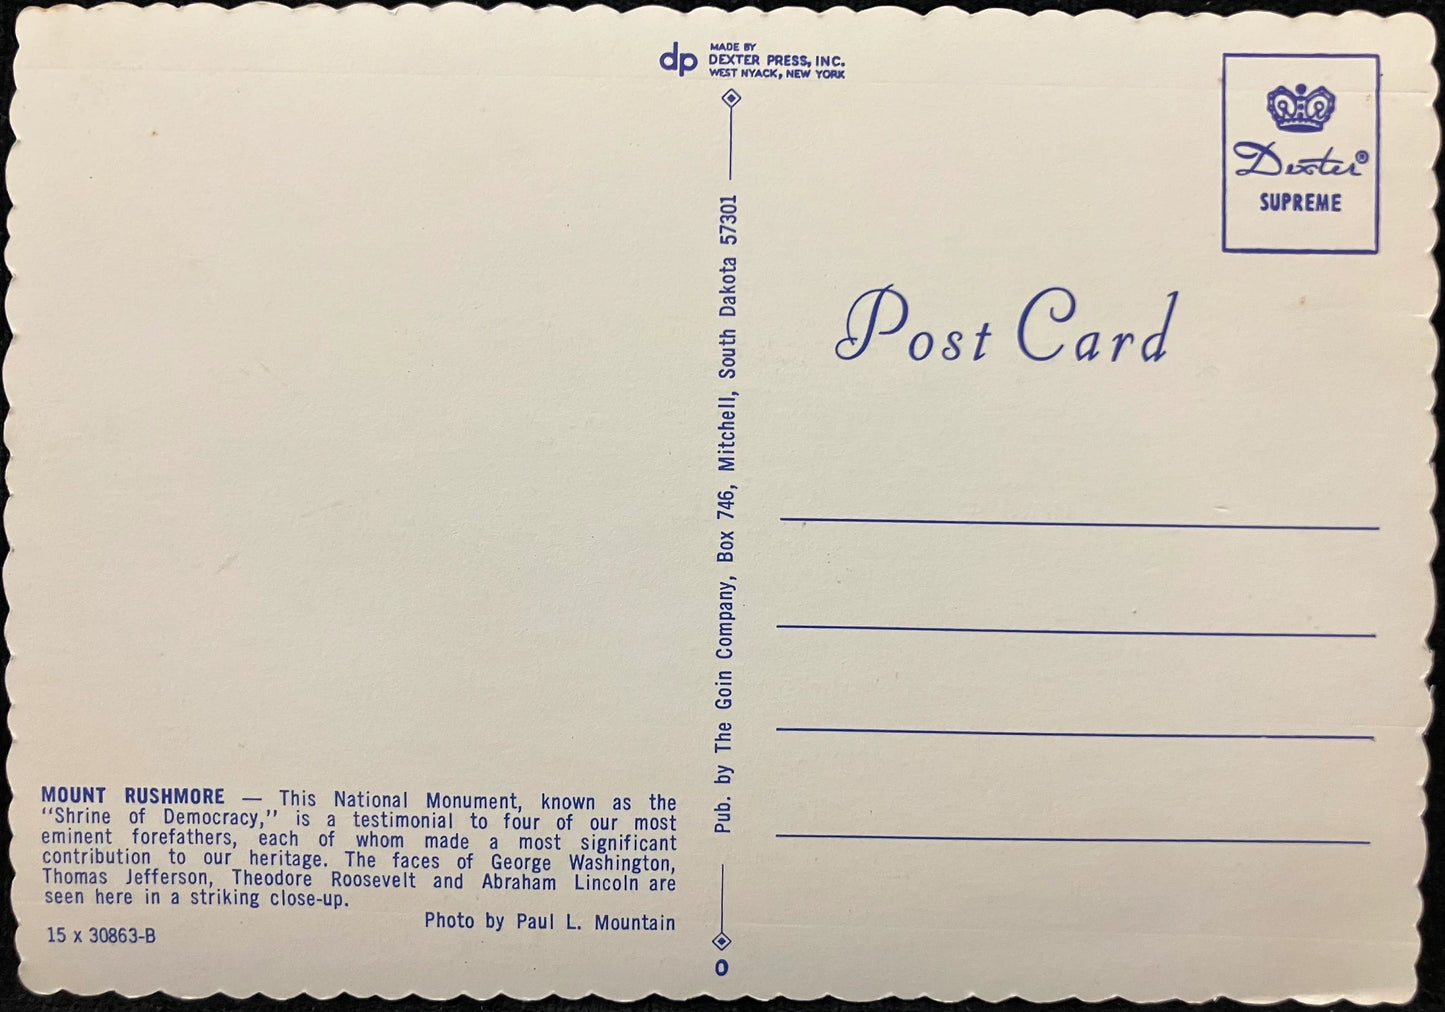 dp MADE BY
DEXTER PRESS, INC.
WEST NYACK, NEW YORK
Dexter®
SUPREME
Post Card
Pub. by The Goin Company, Box 746, Mitchell, South Dakota 57301
MOUNT RUSHMORE — This National Monument, known as the
"Shrine of Democracy," is a testimonial to four of our most
eminent forefathers, each of whom made a most significant
contribution to our heritage. The faces of George Washington,
Thomas Jefferson, Theodore Roosevelt and Abraham Lincoln are
seen here in a striking close-up.
Photo by Paul L. Mountain
15 x 30863-B
O